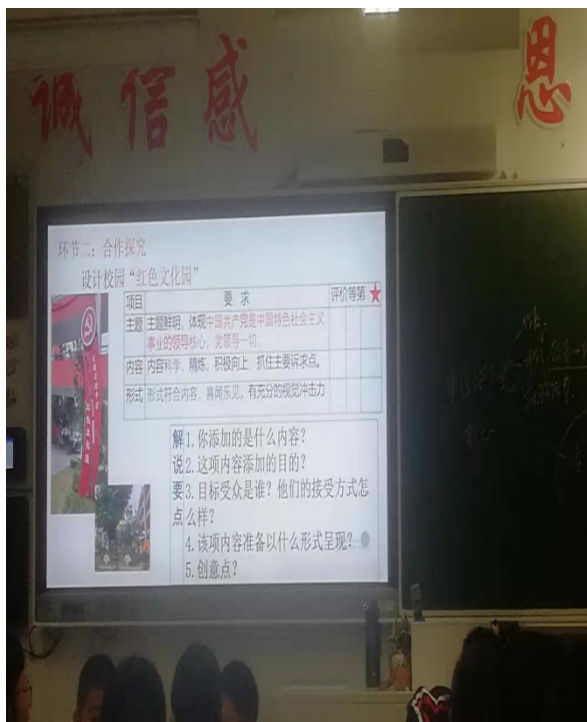 诚信感
恩
环节二：合作探究
设计校园“红色文化园”
项目 要 求 评价等第
主题 主题鲜明，体现中国共产党是中国特色社会主义
事业的领导核心，党领导一切。
内容 内容科学、精炼，积极向上，抓住主要诉求点。
形式 形式符合内容，喜闻乐见，有充分的视觉冲击力
解说要点
1. 你添加的是什么内容？
2. 这项内容添加的目的？
3. 目标受众是谁？他们的接受方式怎
么样？
4. 该项内容准备以什么形式呈现？
5. 创意点？